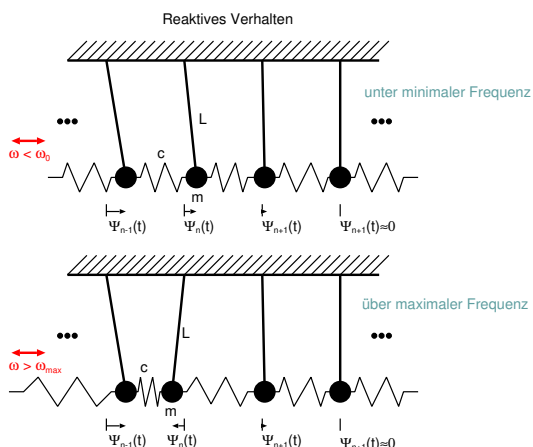 Reaktives Verhalten
unter minimaler Frequenz
L
ω < ω₀
c
m
Ψₙ₋₁(t) Ψₙ(t) Ψₙ₊₁(t) Ψₙ₊₁(t)≈0
über maximaler Frequenz
L
ω > ωmax
c
m
Ψₙ₋₁(t) Ψₙ(t) Ψₙ₊₁(t) Ψₙ₊₁(t)≈0